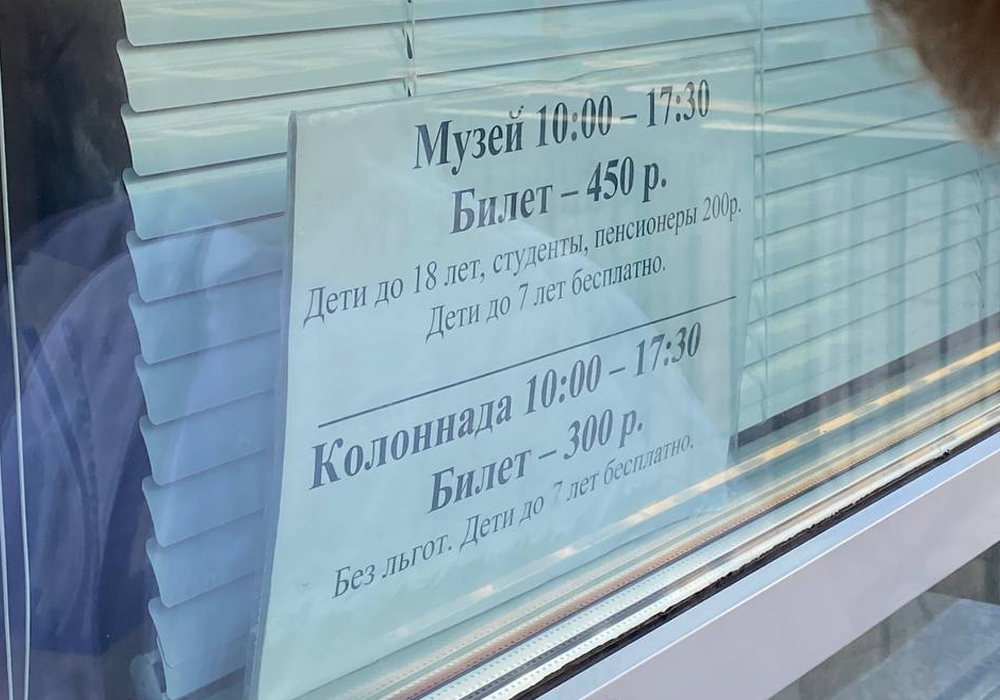 Музей 10:00 – 17:30
Билет – 450 р.
Дети до 18 лет, студенты, пенсионеры 200р.
Дети до 7 лет бесплатно.
Колоннада 10:00 – 17:30
Билет – 300 р.
Без льгот. Дети до 7 лет бесплатно.